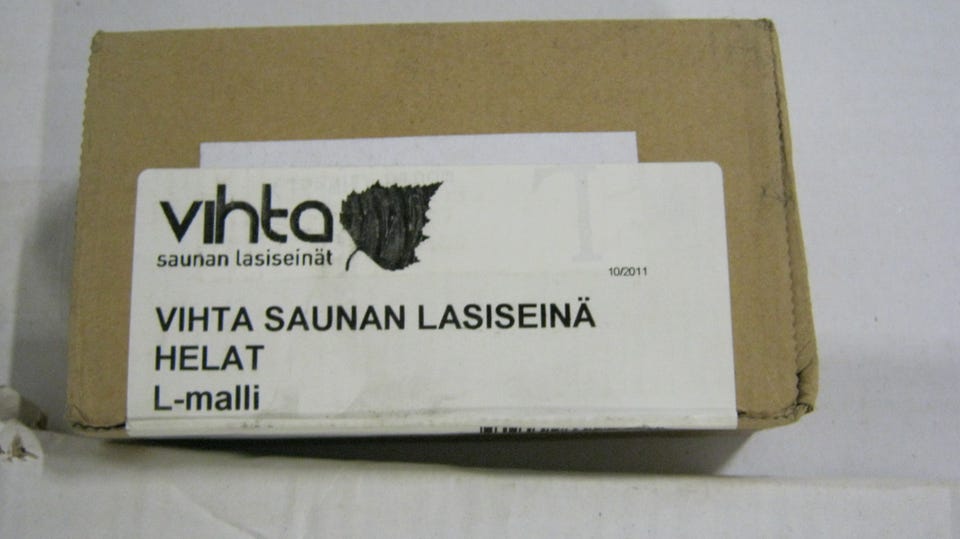 vihta
saunan lasiseinät
10/2011
VIHTA SAUNAN LASISEINÄ
HELAT
L-malli